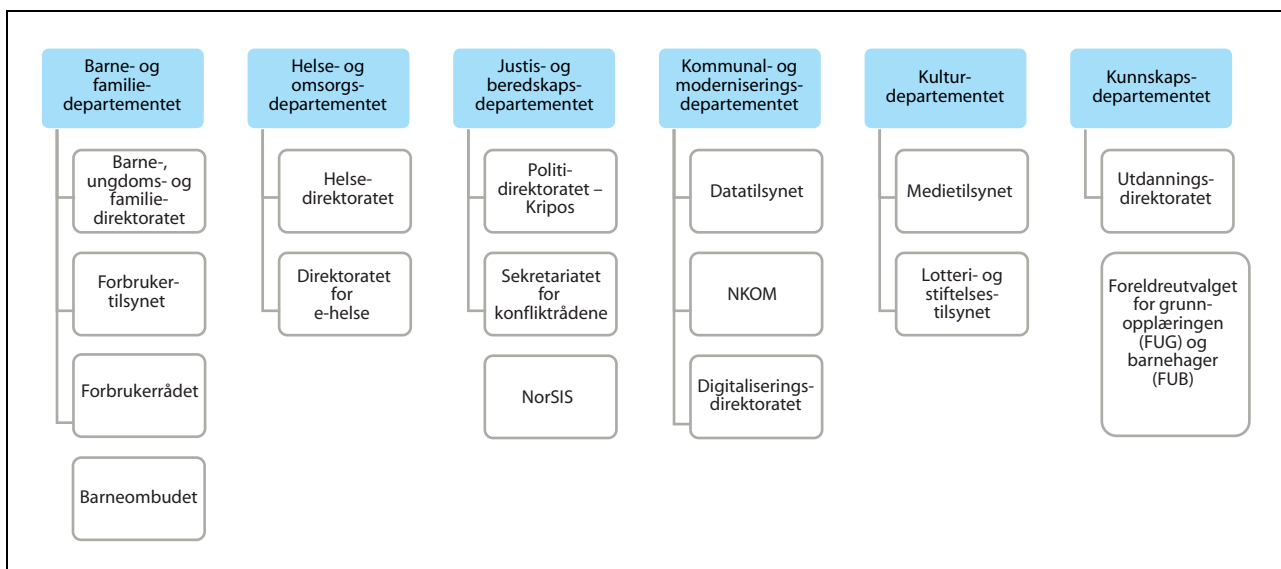 Barne- og
familie-
departementet
Helse- og
omsorgs-
departementet
Justis- og
beredskaps-
departementet
Kommunal- og
moderniserings-
departementet
Kultur-
departementet
Kunnskaps-
departementet
Barne-,
ungdoms- og
familie-
direktoratet
Helse-
direktoratet
Politi-
direktoratet –
Kripos
Datatilsynet
Medietilsynet
Utdannings-
direktoratet
Forbruker-
tilsynet
Direktoratet
for
e-helse
Sekretariatet
for
konfliktrådene
NKOM
Lotteri- og
stiftelses-
tilsynet
Foreldreutvalget
for grunn-
opplæringen
(FUG) og
barnehager
(FUB)
Forbrukerrådet
NorSIS
Digitaliserings-
direktoratet
Barneombudet